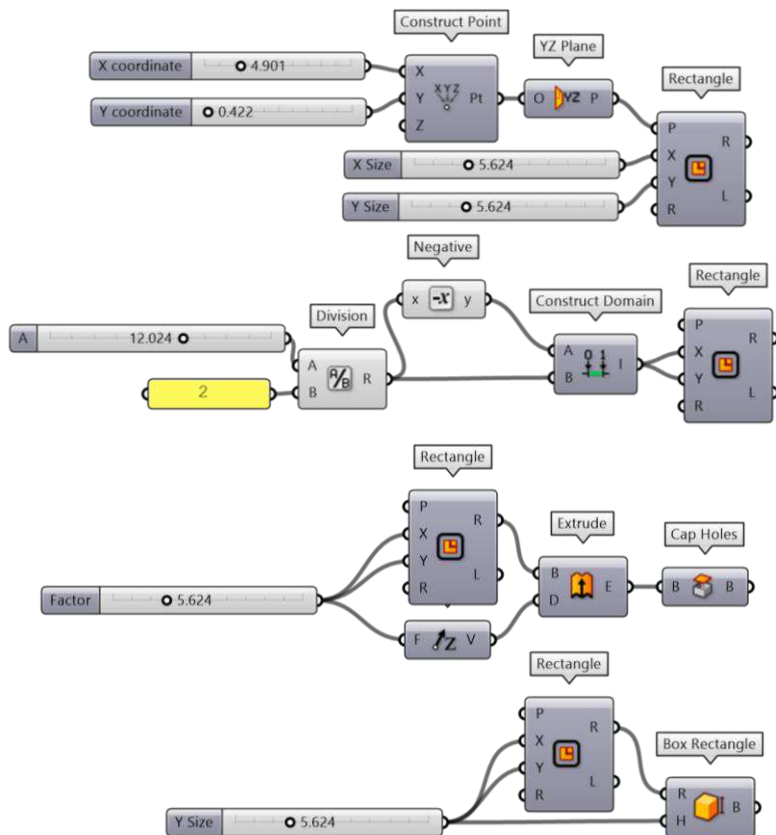 Construct Point
YZ Plane
Rectangle
X coordinate 4.901
X
Y coordinate 0.422
Y XYZ Pt
Z
O YZ P
P R
X Size 5.624
X
Y Size 5.624
Y L
R
Negative
Rectangle
x -x y
Division
Construct Domain
A 12.024
A
B A/B R
2
A 0 1 I
B
P R
X
Y L
R
Rectangle
Extrude
Cap Holes
P R
X
Y L
R
Factor 5.624
B E
D
B B
F Z V
Rectangle
Box Rectangle
P R
X
Y L
R
Y Size 5.624
R B
H